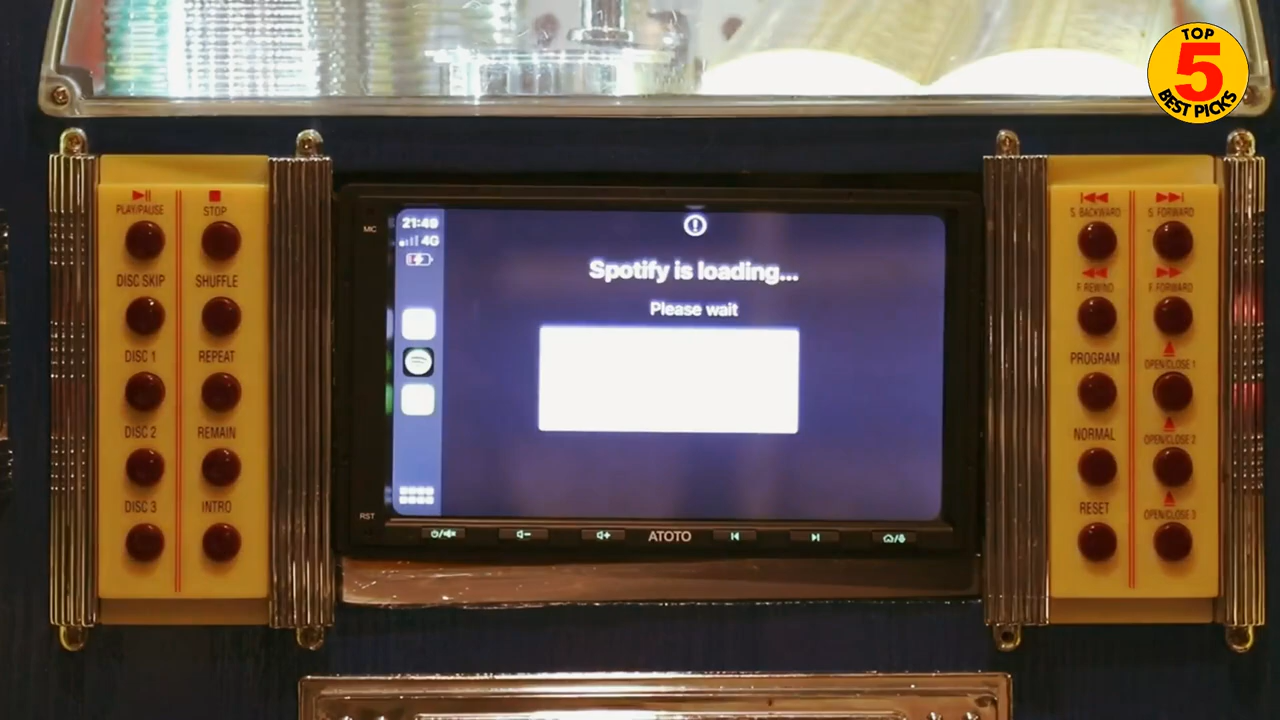 TOP
5
BEST PICKS
PLAY/PAUSE
STOP
DISC SKIP
SHUFFLE
DISC 1
REPEAT
DISC 2
REMAIN
DISC 3
INTRO
MIC
RST
21:49
4G
Spotify is loading...
Please wait
ATOTO
S. BACKWARD
S. FORWARD
F. REWIND
F. FORWARD
PROGRAM
OPEN/CLOSE 1
NORMAL
OPEN/CLOSE 2
RESET
OPEN/CLOSE 3